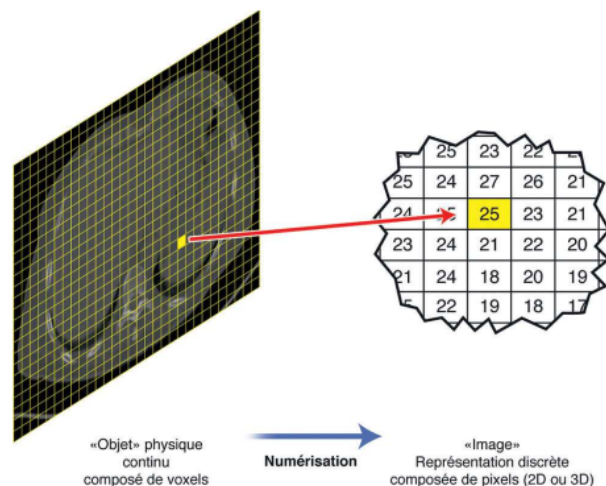 25 23 22
25 24 27 26 21
24 25 23 21
23 24 21 22 20
21 24 18 20 19
22 19 18 17
«Objet» physique
continu
composé de voxels
Numérisation
«Image»
Représentation discrète
composée de pixels (2D ou 3D)